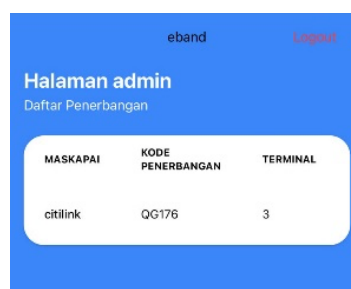 eband Logout
Halaman admin
Daftar Penerbangan
MASKAPAI KODE PENERBANGAN TERMINAL
citilink QG176 3